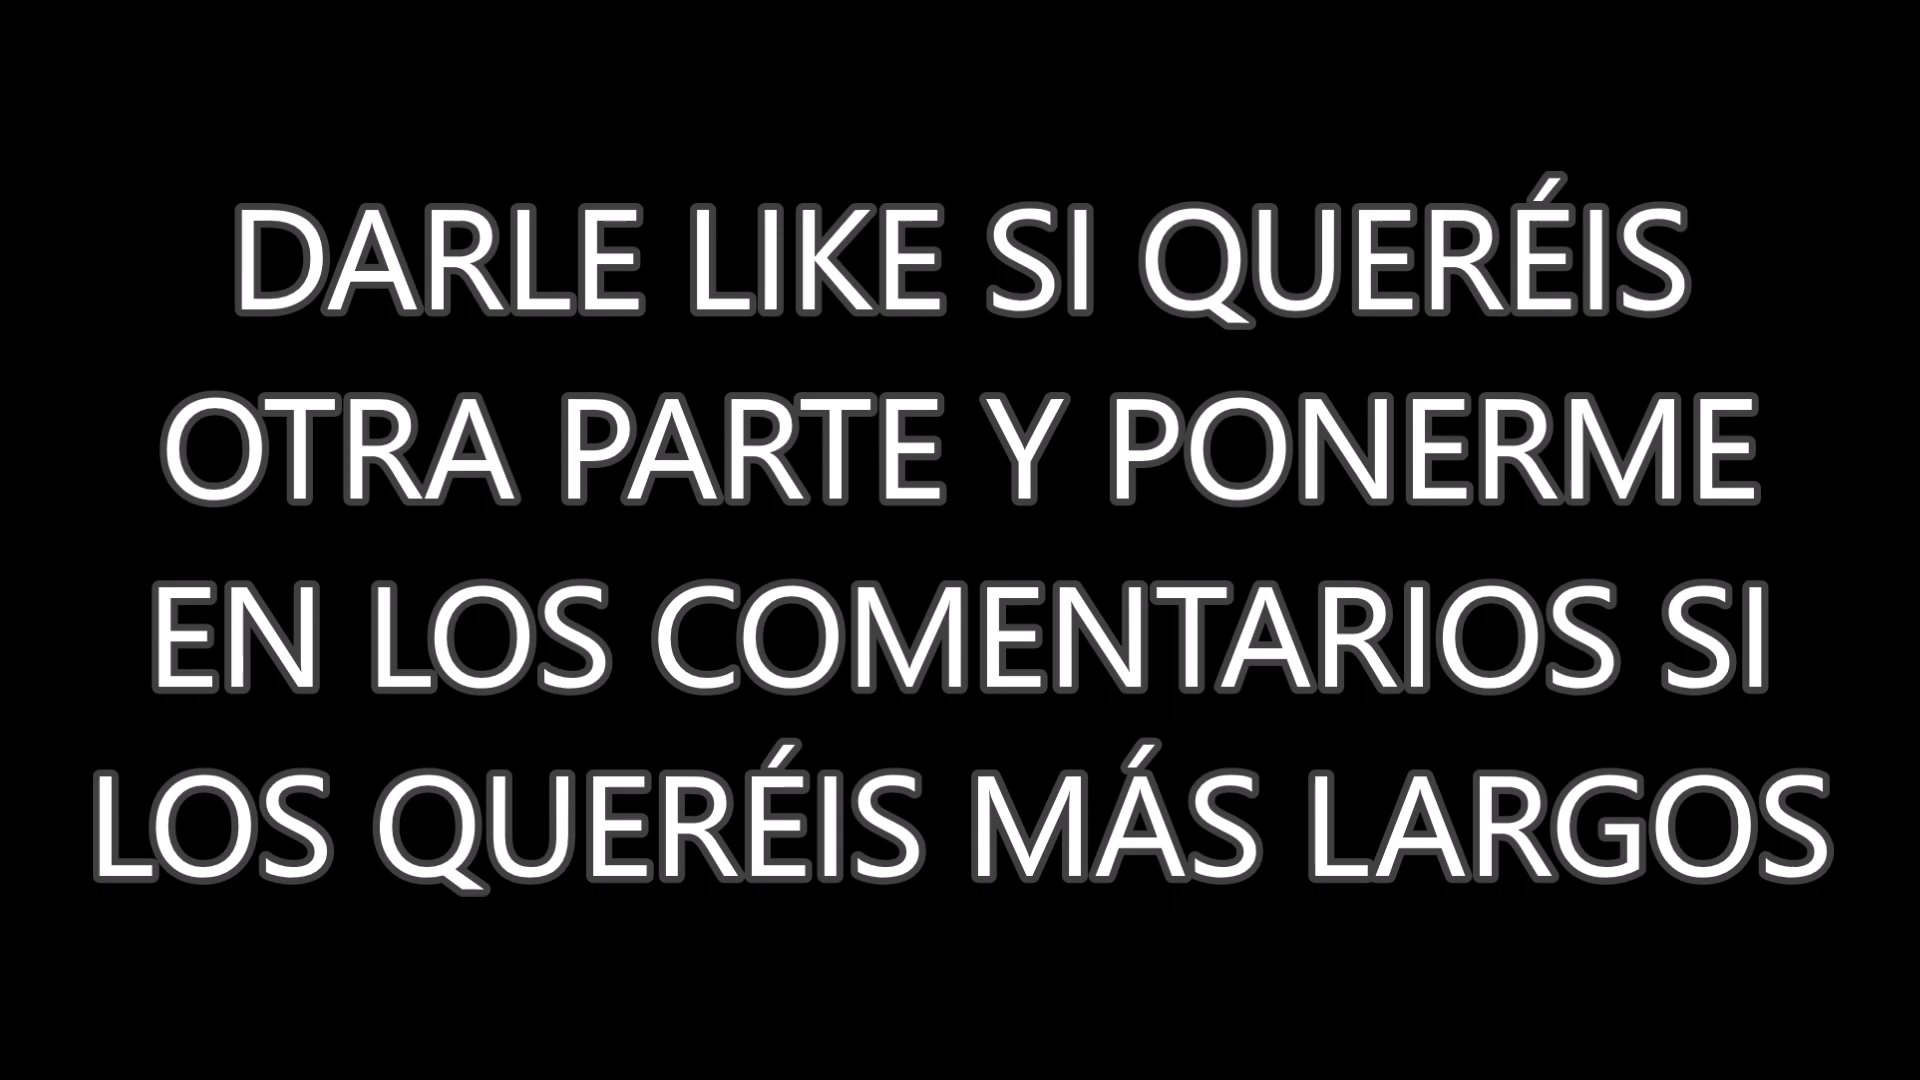 DARLE LIKE SI QUERÉIS
OTRA PARTE Y PONERME
EN LOS COMENTARIOS SI
LOS QUERÉIS MÁS LARGOS